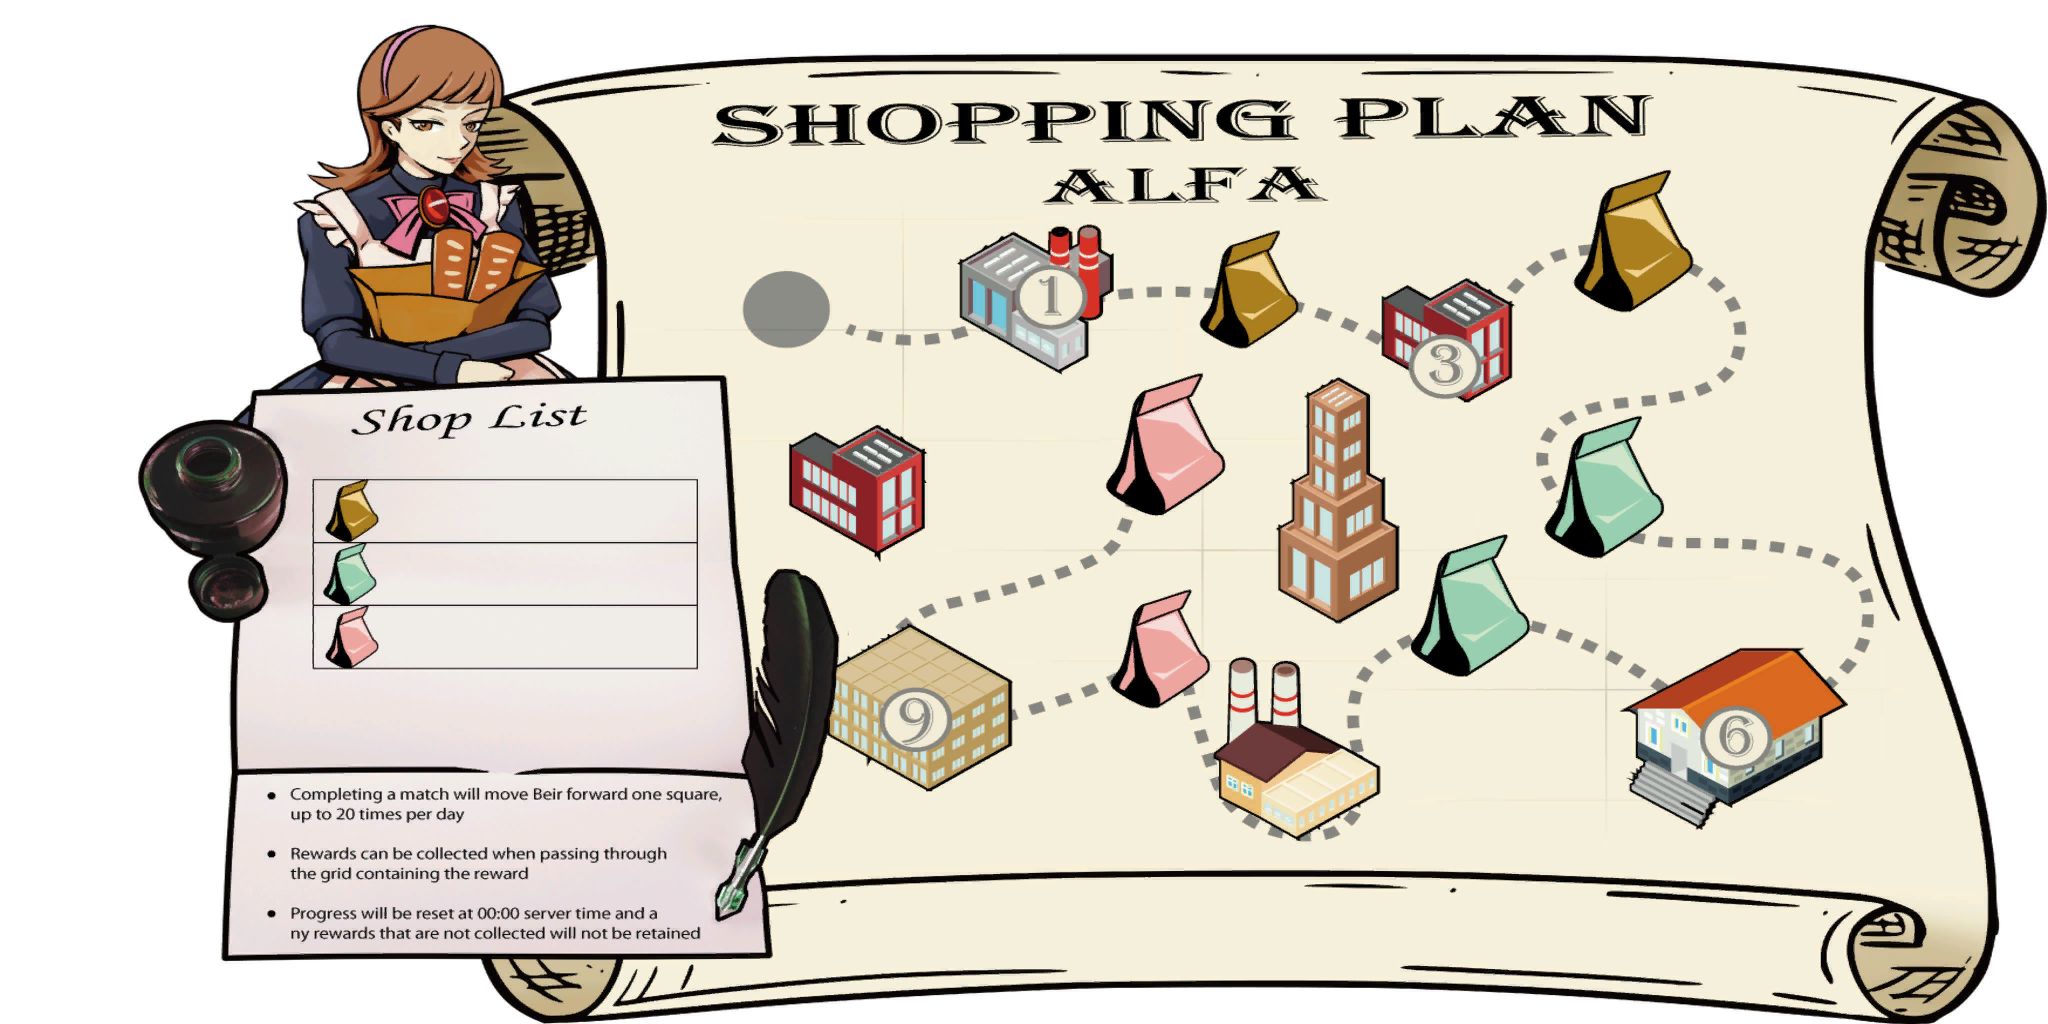 SHOPPING PLAN
ALFA
1
3
6
9
Shop List
• Completing a match will move Beir forward one square,
up to 20 times per day
• Rewards can be collected when passing through
the grid containing the reward
• Progress will be reset at 00:00 server time and a
ny rewards that are not collected will not be retained